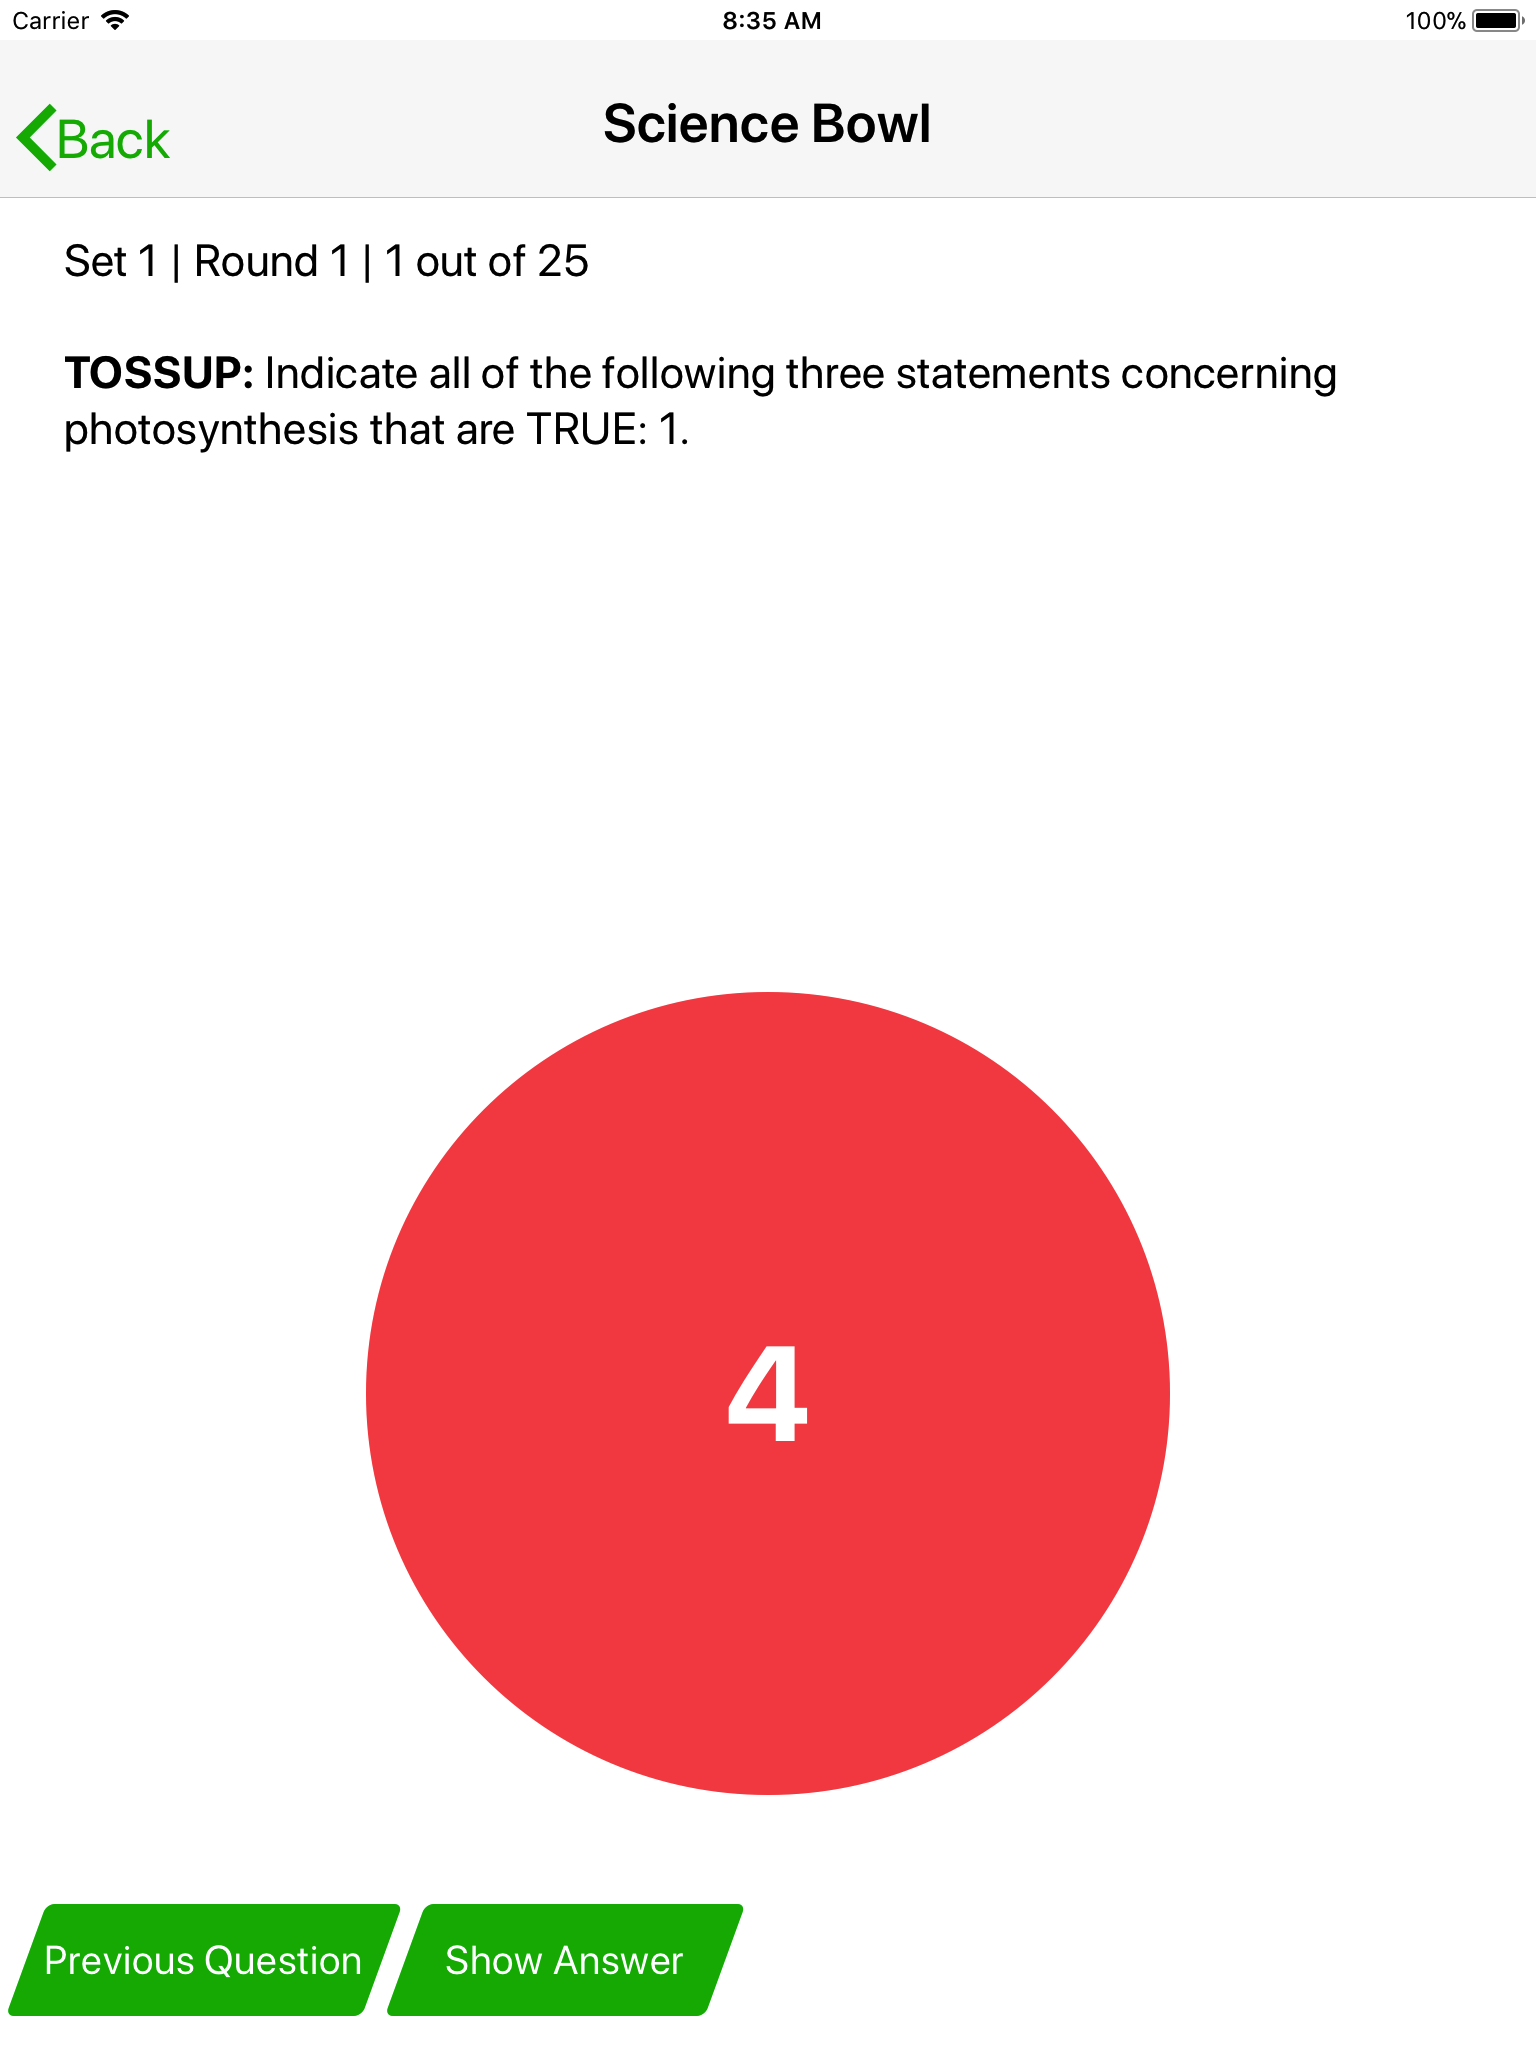 Carrier
8:35 AM
100%
Back
Science Bowl
Set 1 | Round 1 | 1 out of 25
TOSSUP: Indicate all of the following three statements concerning
photosynthesis that are TRUE: 1.
4
Previous Question
Show Answer